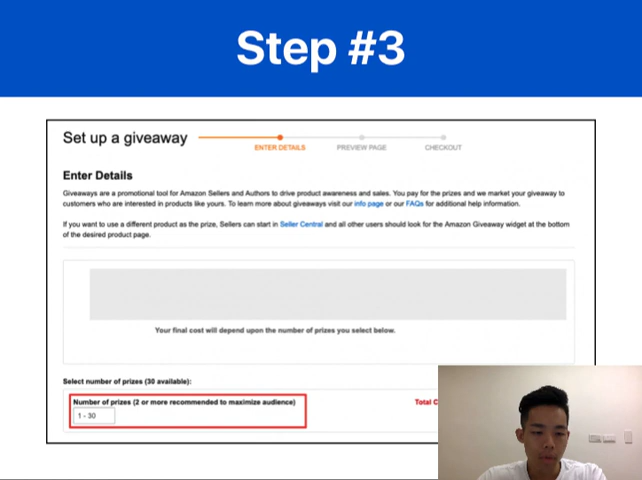 Step #3
Set up a giveaway
ENTER DETAILS
PREVIEW PAGE
CHECKOUT
Enter Details
Giveaways are a promotional tool for Amazon Sellers and Authors to drive product awareness and sales. You pay for the prizes and we market your giveaway to
customers who are interested in products like yours. To learn more about giveaways visit our info page or our FAQs for additional help information.
If you want to use a different product as the prize, Sellers can start in Seller Central and all other users should look for the Amazon Giveaway widget at the bottom
of the desired product page.
Your final cost will depend upon the number of prizes you select below.
Select number of prizes (30 available):
Number of prizes (2 or more recommended to maximize audience)
Total C
1 - 30